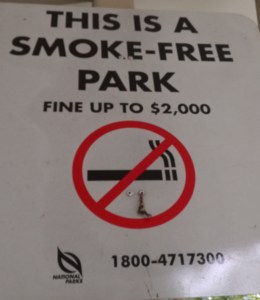 THIS IS A
SMOKE-FREE
PARK
FINE UP TO $2,000
NATIONAL
PARKS
1800-4717300